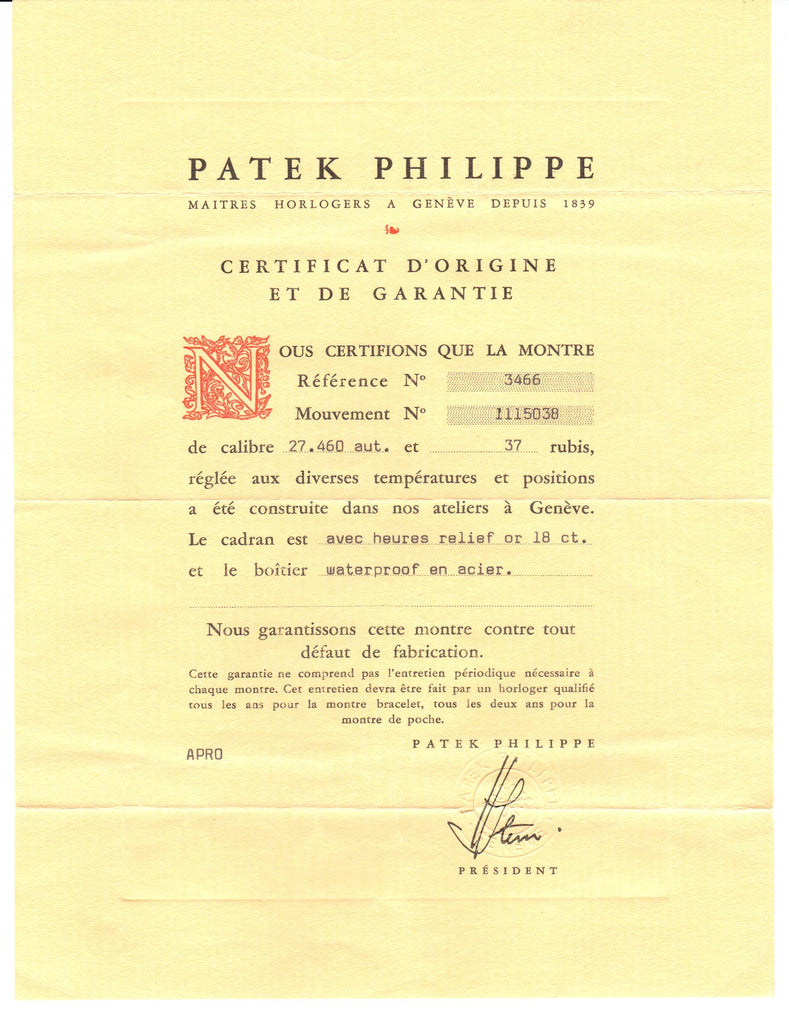 PATEK PHILIPPE
MAITRES HORLOGERS A GENÈVE DEPUIS 1839
CERTIFICAT D'ORIGINE
ET DE GARANTIE
NOUS CERTIFIONS QUE LA MONTRE
Référence Nº 3466
Mouvement Nº 1115038
de calibre 27.460 aut. et 37 rubis,
réglée aux diverses températures et positions
a été construite dans nos ateliers à Genève.
Le cadran est avec heures relief or 18 ct.
et le boîtier waterproof en acier.
Nous garantissons cette montre contre tout
défaut de fabrication.
Cette garantie ne comprend pas l'entretien périodique nécessaire à
chaque montre. Cet entretien devra être fait par un horloger qualifié
tous les ans pour la montre bracelet, tous les deux ans pour la
montre de poche.
PATEK PHILIPPE
APRO
PATEK PHILIPPE
Stern
PRÉSIDENT